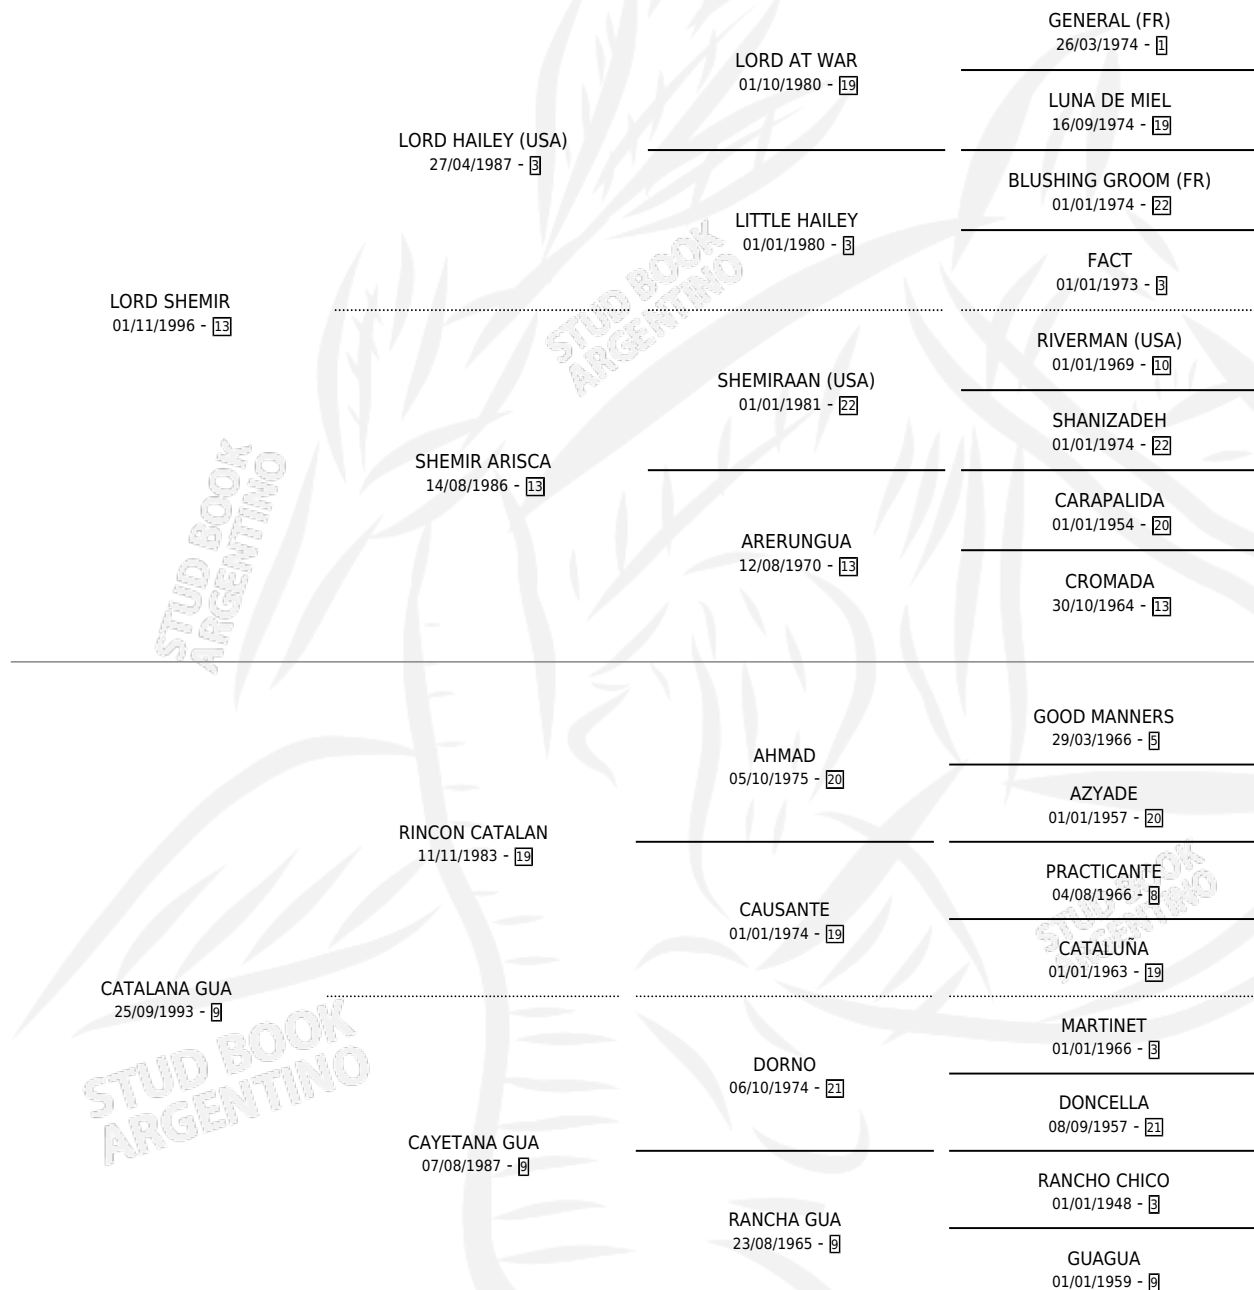 GENERAL (FR)
26/03/1974 - 1
LORD AT WAR
01/10/1980 - 19
LUNA DE MIEL
16/09/1974 - 19
LORD HAILEY (USA)
27/04/1987 - 3
BLUSHING GROOM (FR)
01/01/1974 - 22
LITTLE HAILEY
01/01/1980 - 3
FACT
01/01/1973 - 3
LORD SHEMIR
01/11/1996 - 13
STUD BOOK
ARGENTINO
RIVERMAN (USA)
01/01/1969 - 10
SHEMIRAAN (USA)
01/01/1981 - 22
SHANIZADEH
01/01/1974 - 22
SHEMIR ARISCA
14/08/1986 - 13
CARAPALIDA
01/01/1954 - 20
ARERUNGUA
12/08/1970 - 13
CROMADA
30/10/1964 - 13
STUD BOOK
ARGENTINO
GOOD MANNERS
29/03/1966 - 5
AHMAD
05/10/1975 - 20
AZYADE
01/01/1957 - 20
RINCON CATALAN
11/11/1983 - 19
PRACTICANTE
04/08/1966 - 8
CAUSANTE
01/01/1974 - 19
CATALUÑA
01/01/1963 - 19
STUD BOOK
ARGENTINO
CATALANA GUA
25/09/1993 - 9
STUD BOOK
ARGENTINO
MARTINET
01/01/1966 - 3
DORNO
06/10/1974 - 21
DONCELLA
08/09/1957 - 21
CAYETANA GUA
07/08/1987 - 9
RANCHO CHICO
01/01/1948 - 3
RANCHA GUA
23/08/1965 - 9
GUAGUA
01/01/1959 - 9